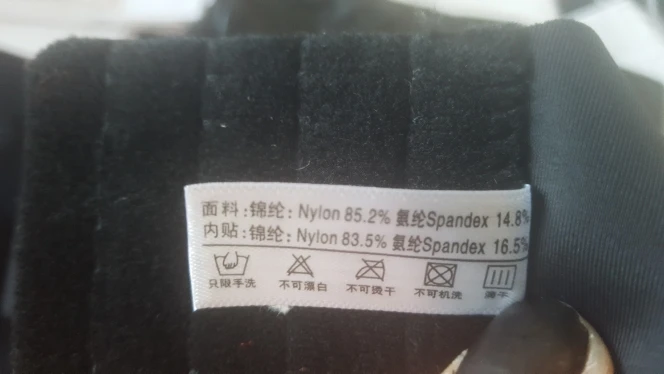 面料:锦纶: Nylon 85.2% 氨纶Spandex 14.8%
内贴:锦纶: Nylon 83.5% 氨纶Spandex 16.5%
只限手洗 不可漂白 不可烫干 不可机洗 滴干